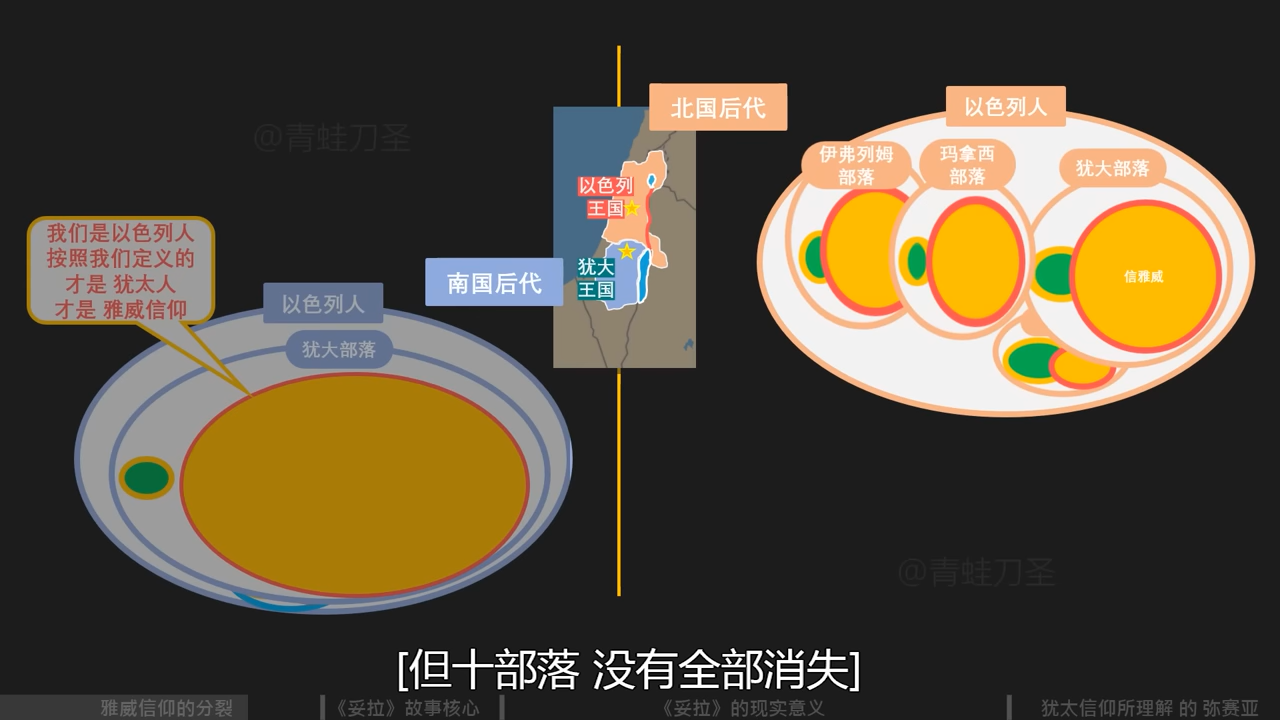 @青蛙刀圣
北国后代
以色列
王国
犹大
王国
南国后代
我们是以色列人
按照我们定义的
才是 犹太人
才是 雅威信仰
以色列人
犹大部落
以色列人
伊弗列姆
部落
玛拿西
部落
犹大部落
信雅威
@青蛙刀圣
[但十部落 没有全部消失]
雅威信仰的分裂
《妥拉》故事核心
《妥拉》的现实意义
犹太信仰所理解 的 弥赛亚